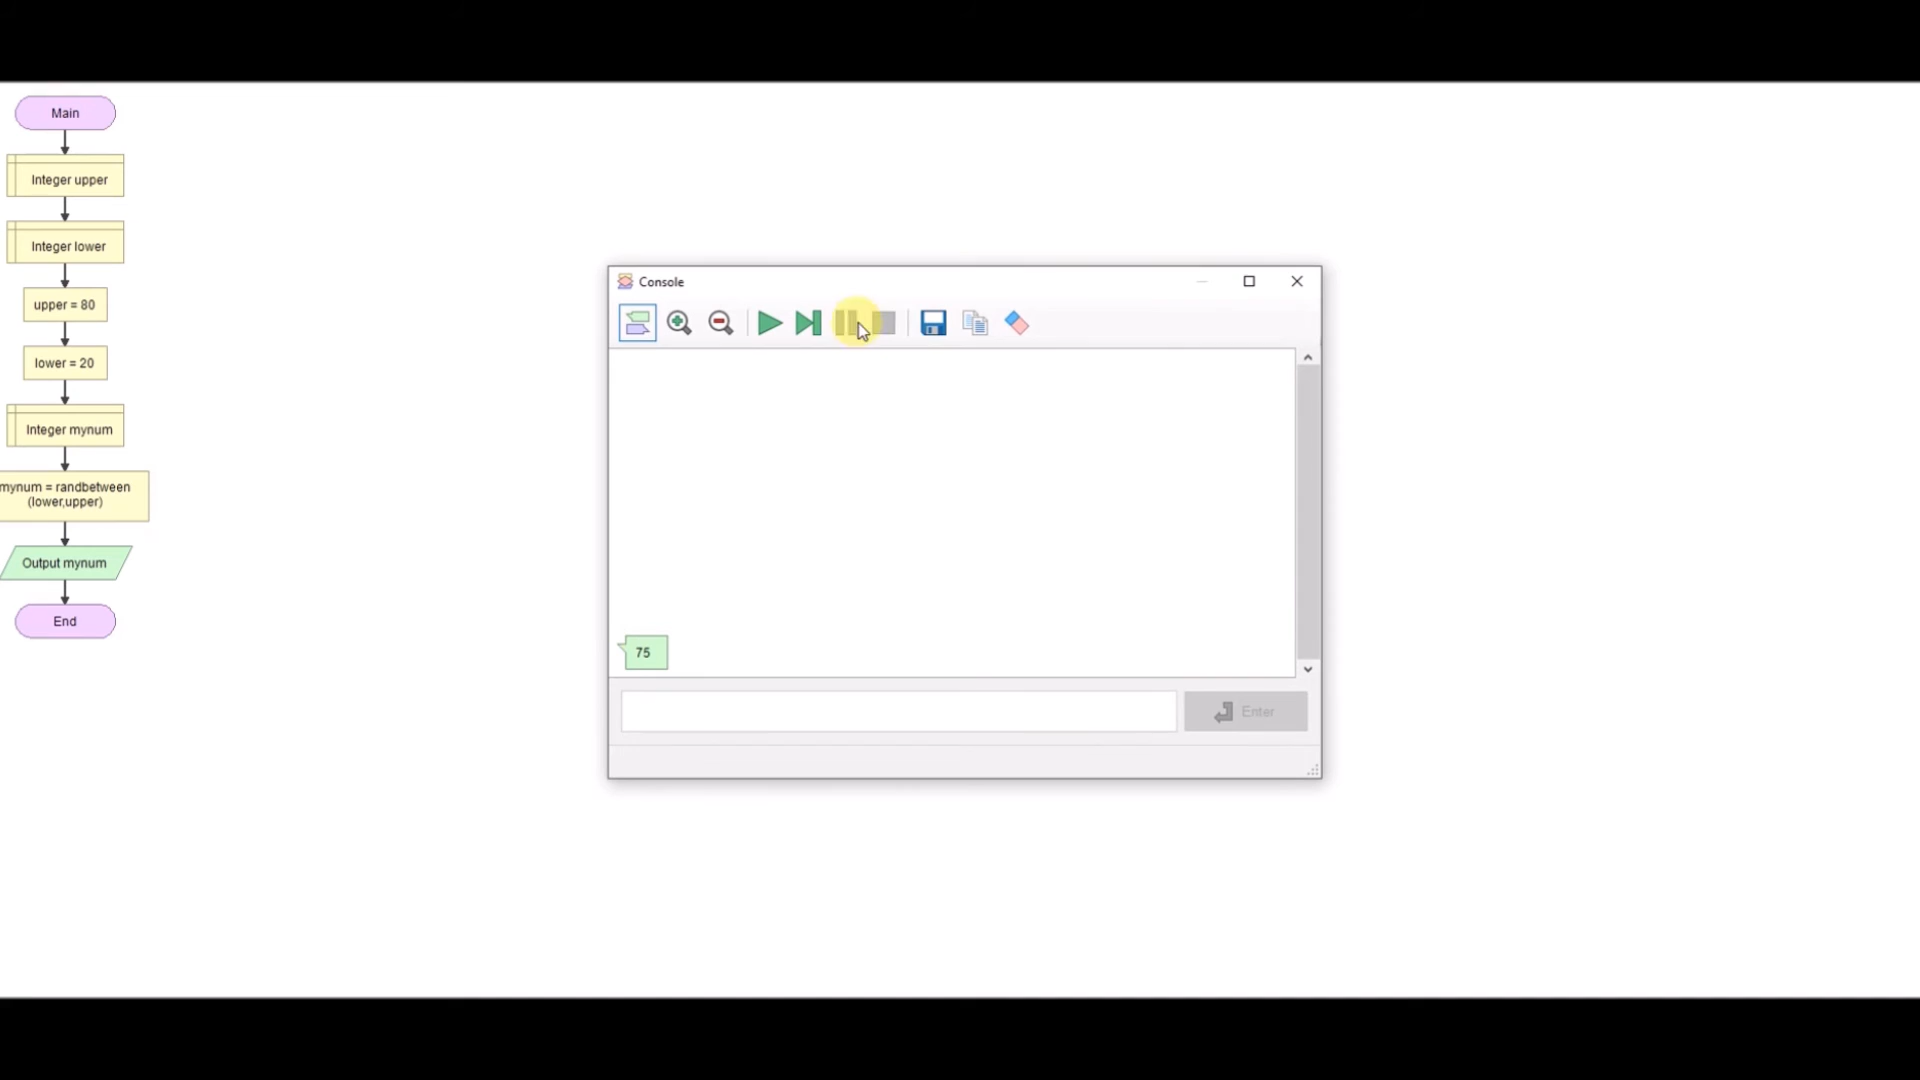 Main
Integer upper
Integer lower
upper = 80
lower = 20
Integer mynum
mynum = randbetween
(lower,upper)
Output mynum
End
Console
75
Enter